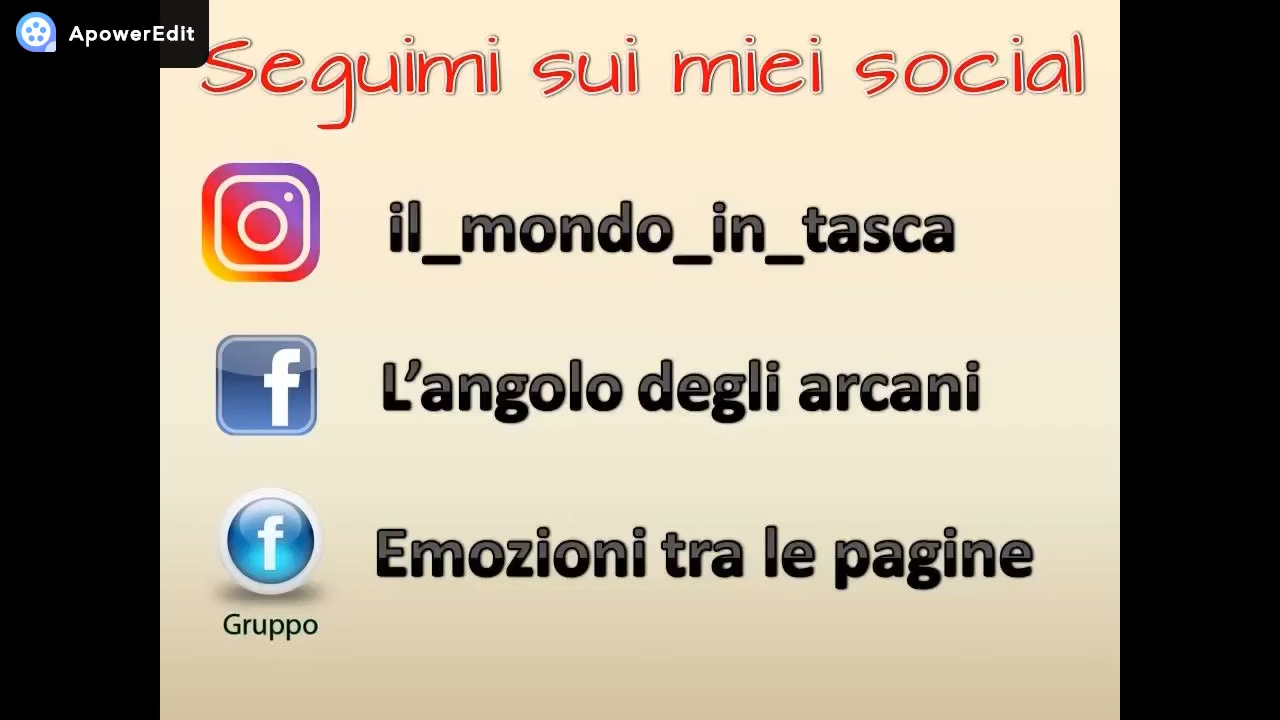 ApowerEdit
Seguimi sui miei social
il_mondo_in_tasca
f
L’angolo degli arcani
f
Emozioni tra le pagine
Gruppo